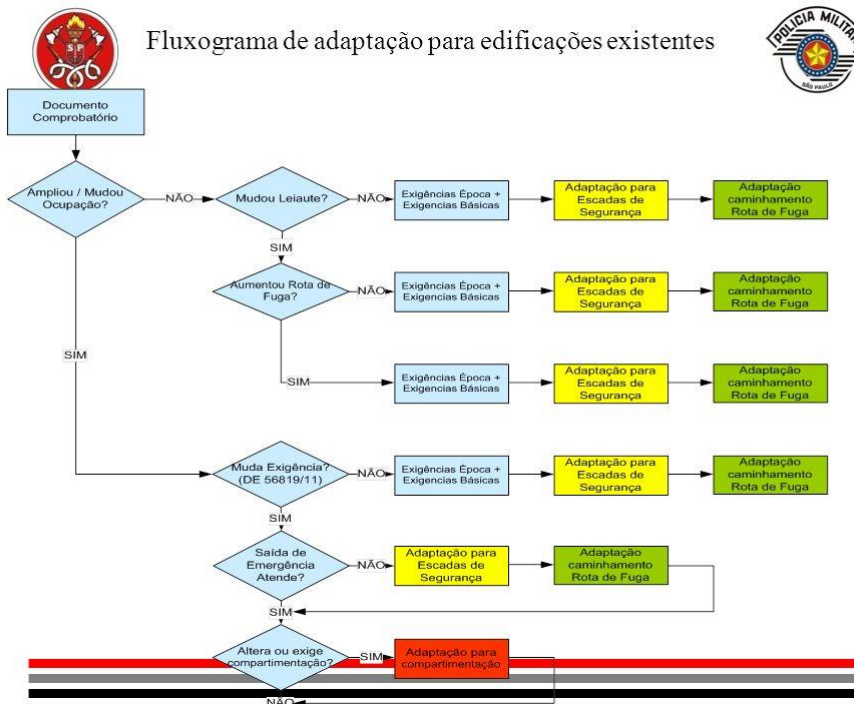 Fluxograma de adaptação para edificações existentes
SP
POLICIA MILITAR
SÃO PAULO
Documento
Comprobatório
Ampliou / Mudou
Ocupação?
NÃO
Mudou Leiaute?
NÃO
Exigências Época +
Exigencias Básicas
Adaptação para
Escadas de
Segurança
Adaptação
caminhamento
Rota de Fuga
SIM
Aumentou Rota de
Fuga?
NÃO
Exigências Época +
Exigencias Básicas
Adaptação para
Escadas de
Segurança
Adaptação
caminhamento
Rota de Fuga
SIM
SIM
Exigências Época +
Exigencias Básicas
Adaptação para
Escadas de
Segurança
Adaptação
caminhamento
Rota de Fuga
Muda Exigência?
(DE 56819/11)
NÃO
Exigências Época +
Exigencias Básicas
Adaptação para
Escadas de
Segurança
Adaptação
caminhamento
Rota de Fuga
SIM
Saída de
Emergência
Atende?
NÃO
Adaptação para
Escadas de
Segurança
Adaptação
caminhamento
Rota de Fuga
SIM
Altera ou exige
compartimentação?
SIM
Adaptação para
compartimentação
NÃO